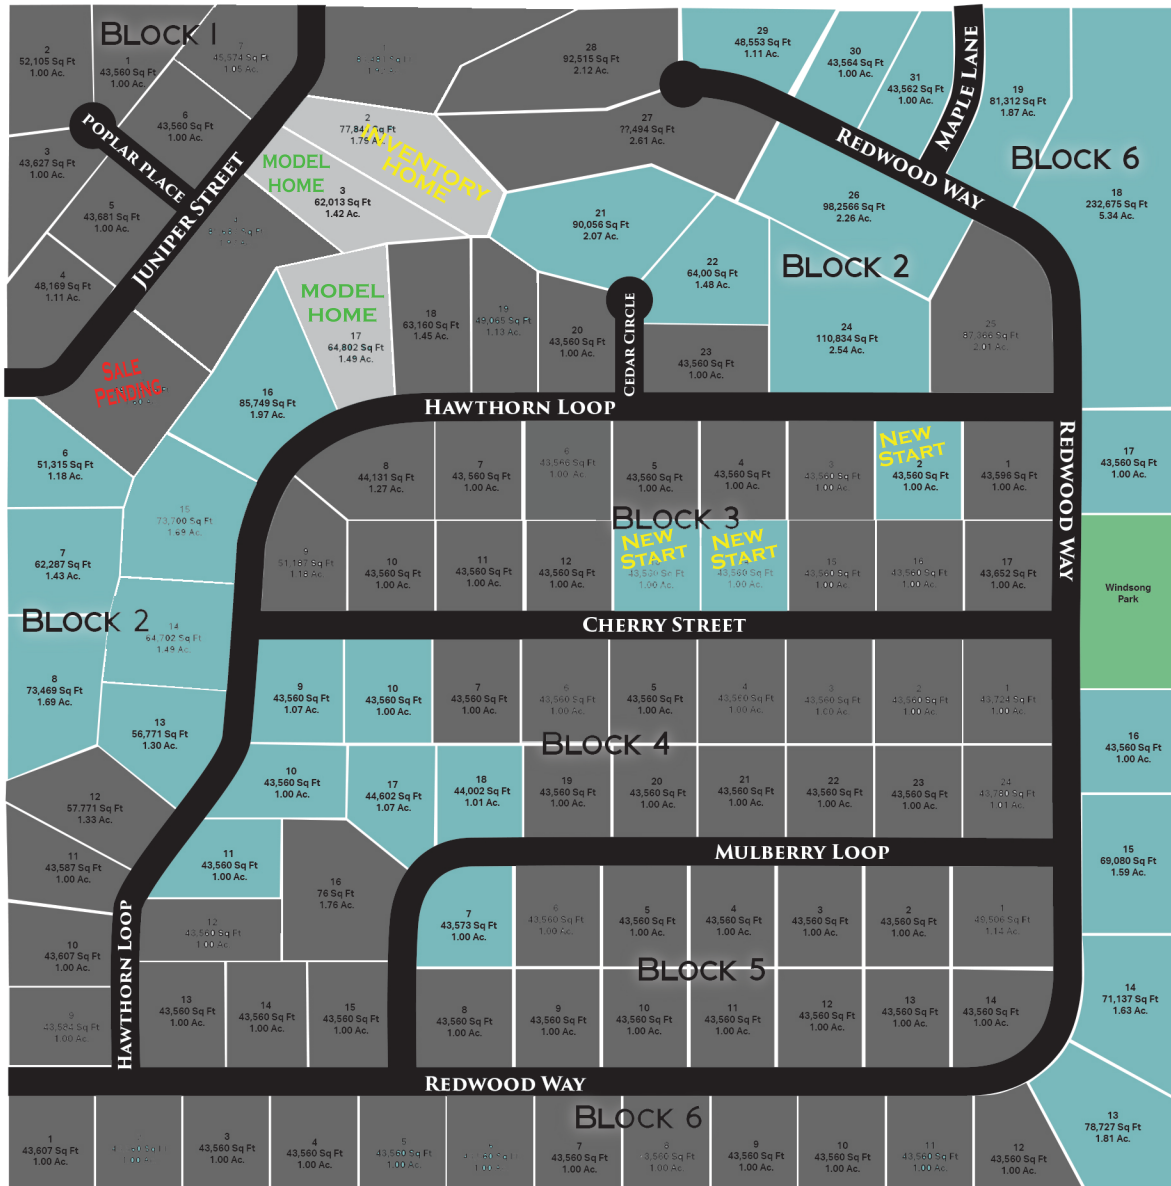 BLOCK 1
2
52,105 Sq Ft
1.00 Ac.
1
43,560 Sq Ft
1.00 Ac.
7
45,574 Sq Ft
1.05 Ac.
1
28
92,515 Sq Ft
2.12 Ac.
29
48,553 Sq Ft
1.11 Ac.
30
43,564 Sq Ft
1.00 Ac.
31
43,562 Sq Ft
1.00 Ac.
MAPLE LANE
19
81,312 Sq Ft
1.87 Ac.
POPLAR PLACE
6
43,560 Sq Ft
1.00 Ac.
3
43,627 Sq Ft
1.00 Ac.
2
1.75 Ac.
INVENTORY
HOME
27
??,494 Sq Ft
2.61 Ac.
REDWOOD WAY
BLOCK 6
18
232,675 Sq Ft
5.34 Ac.
MODEL
HOME
3
62,013 Sq Ft
1.42 Ac.
5
43,681 Sq Ft
1.00 Ac.
JUNIPER STREET
4
48,169 Sq Ft
1.11 Ac.
21
90,056 Sq Ft
2.07 Ac.
26
98,2566 Sq Ft
2.26 Ac.
22
64,00 Sq Ft
1.48 Ac.
BLOCK 2
MODEL
HOME
17
64,802 Sq Ft
1.49 Ac.
18
63,160 Sq Ft
1.45 Ac.
19
49,065 Sq Ft
1.13 Ac.
20
43,560 Sq Ft
1.00 Ac.
CEDAR CIRCLE
23
43,560 Sq Ft
1.00 Ac.
24
110,834 Sq Ft
2.54 Ac.
25
87,366 Sq Ft
2.01 Ac.
SALE
PENDING
16
85,749 Sq Ft
1.97 Ac.
HAWTHORN LOOP
6
51,315 Sq Ft
1.18 Ac.
8
44,131 Sq Ft
1.27 Ac.
7
43,560 Sq Ft
1.00 Ac.
6
43,566 Sq Ft
1.00 Ac.
5
43,560 Sq Ft
1.00 Ac.
4
43,560 Sq Ft
1.00 Ac.
3
43,560 Sq Ft
1.00 Ac.
NEW
START
2
43,560 Sq Ft
1.00 Ac.
1
43,596 Sq Ft
1.00 Ac.
REDWOOD WAY
17
43,560 Sq Ft
1.00 Ac.
BLOCK 3
15
73,700 Sq Ft
1.69 Ac.
7
62,287 Sq Ft
1.43 Ac.
9
51,187 Sq Ft
1.18 Ac.
10
43,560 Sq Ft
1.00 Ac.
11
43,560 Sq Ft
1.00 Ac.
12
43,560 Sq Ft
1.00 Ac.
NEW
START
43,560 Sq Ft
1.00 Ac.
NEW
START
43,560 Sq Ft
1.00 Ac.
15
43,560 Sq Ft
1.00 Ac.
16
43,560 Sq Ft
1.00 Ac.
17
43,652 Sq Ft
1.00 Ac.
Windsong
Park
BLOCK 2
14
64,702 Sq Ft
1.49 Ac.
CHERRY STREET
8
73,469 Sq Ft
1.69 Ac.
13
56,771 Sq Ft
1.30 Ac.
9
43,560 Sq Ft
1.07 Ac.
10
43,560 Sq Ft
1.00 Ac.
7
43,560 Sq Ft
1.00 Ac.
6
43,560 Sq Ft
1.00 Ac.
5
43,560 Sq Ft
1.00 Ac.
4
43,560 Sq Ft
1.00 Ac.
3
43,560 Sq Ft
1.00 Ac.
2
43,560 Sq Ft
1.00 Ac.
1
43,724 Sq Ft
1.00 Ac.
16
43,560 Sq Ft
1.00 Ac.
BLOCK 4
10
43,560 Sq Ft
1.00 Ac.
17
44,602 Sq Ft
1.07 Ac.
18
44,002 Sq Ft
1.01 Ac.
19
43,560 Sq Ft
1.00 Ac.
20
43,560 Sq Ft
1.00 Ac.
21
43,560 Sq Ft
1.00 Ac.
22
43,560 Sq Ft
1.00 Ac.
23
43,560 Sq Ft
1.00 Ac.
24
43,780 Sq Ft
1.01 Ac.
12
57,771 Sq Ft
1.33 Ac.
11
43,587 Sq Ft
1.00 Ac.
11
43,560 Sq Ft
1.00 Ac.
MULBERRY LOOP
15
69,080 Sq Ft
1.59 Ac.
16
76 Sq Ft
1.76 Ac.
12
43,560 Sq Ft
1.00 Ac.
HAWTHORN LOOP
10
43,607 Sq Ft
1.00 Ac.
7
43,573 Sq Ft
1.00 Ac.
6
43,560 Sq Ft
1.00 Ac.
5
43,560 Sq Ft
1.00 Ac.
4
43,560 Sq Ft
1.00 Ac.
3
43,560 Sq Ft
1.00 Ac.
2
43,560 Sq Ft
1.00 Ac.
1
49,506 Sq Ft
1.14 Ac.
BLOCK 5
14
71,137 Sq Ft
1.63 Ac.
9
43,584 Sq Ft
1.00 Ac.
13
43,560 Sq Ft
1.00 Ac.
14
43,560 Sq Ft
1.00 Ac.
15
43,560 Sq Ft
1.00 Ac.
8
43,560 Sq Ft
1.00 Ac.
9
43,560 Sq Ft
1.00 Ac.
10
43,560 Sq Ft
1.00 Ac.
11
43,560 Sq Ft
1.00 Ac.
12
43,560 Sq Ft
1.00 Ac.
13
43,560 Sq Ft
1.00 Ac.
14
43,560 Sq Ft
1.00 Ac.
REDWOOD WAY
BLOCK 6
13
78,727 Sq Ft
1.81 Ac.
1
43,607 Sq Ft
1.00 Ac.
1.00 Ac.
3
43,560 Sq Ft
1.00 Ac.
4
43,560 Sq Ft
1.00 Ac.
5
43,560 Sq Ft
1.00 Ac.
1.00 Ac.
7
43,560 Sq Ft
1.00 Ac.
8
43,560 Sq Ft
1.00 Ac.
9
43,560 Sq Ft
1.00 Ac.
10
43,560 Sq Ft
1.00 Ac.
11
43,560 Sq Ft
1.00 Ac.
12
43,560 Sq Ft
1.00 Ac.